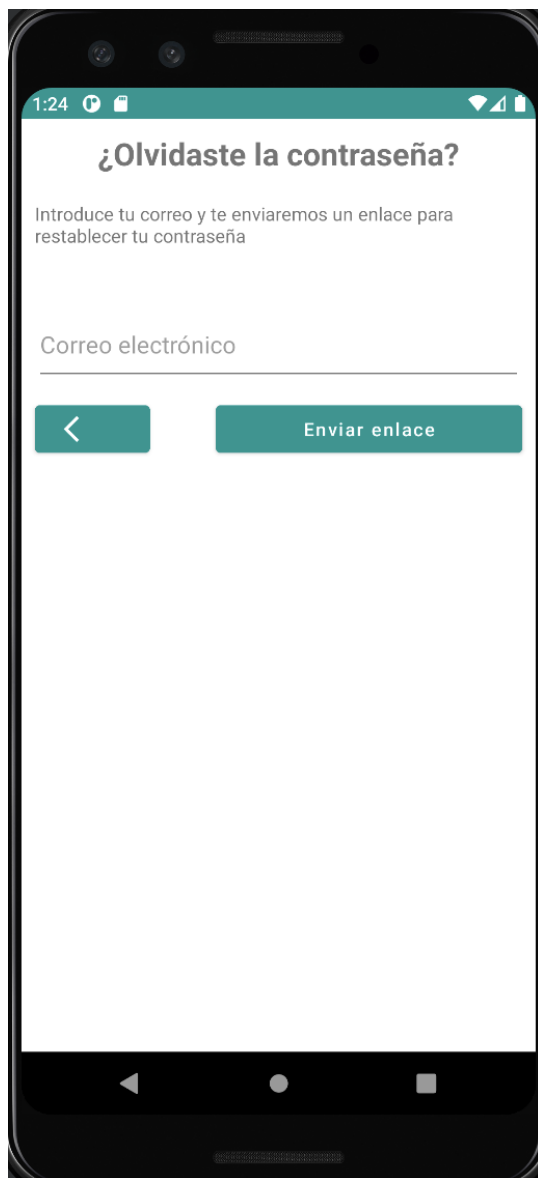 1:24
¿Olvidaste la contraseña?
Introduce tu correo y te enviaremos un enlace para
restablecer tu contraseña
Correo electrónico
Enviar enlace